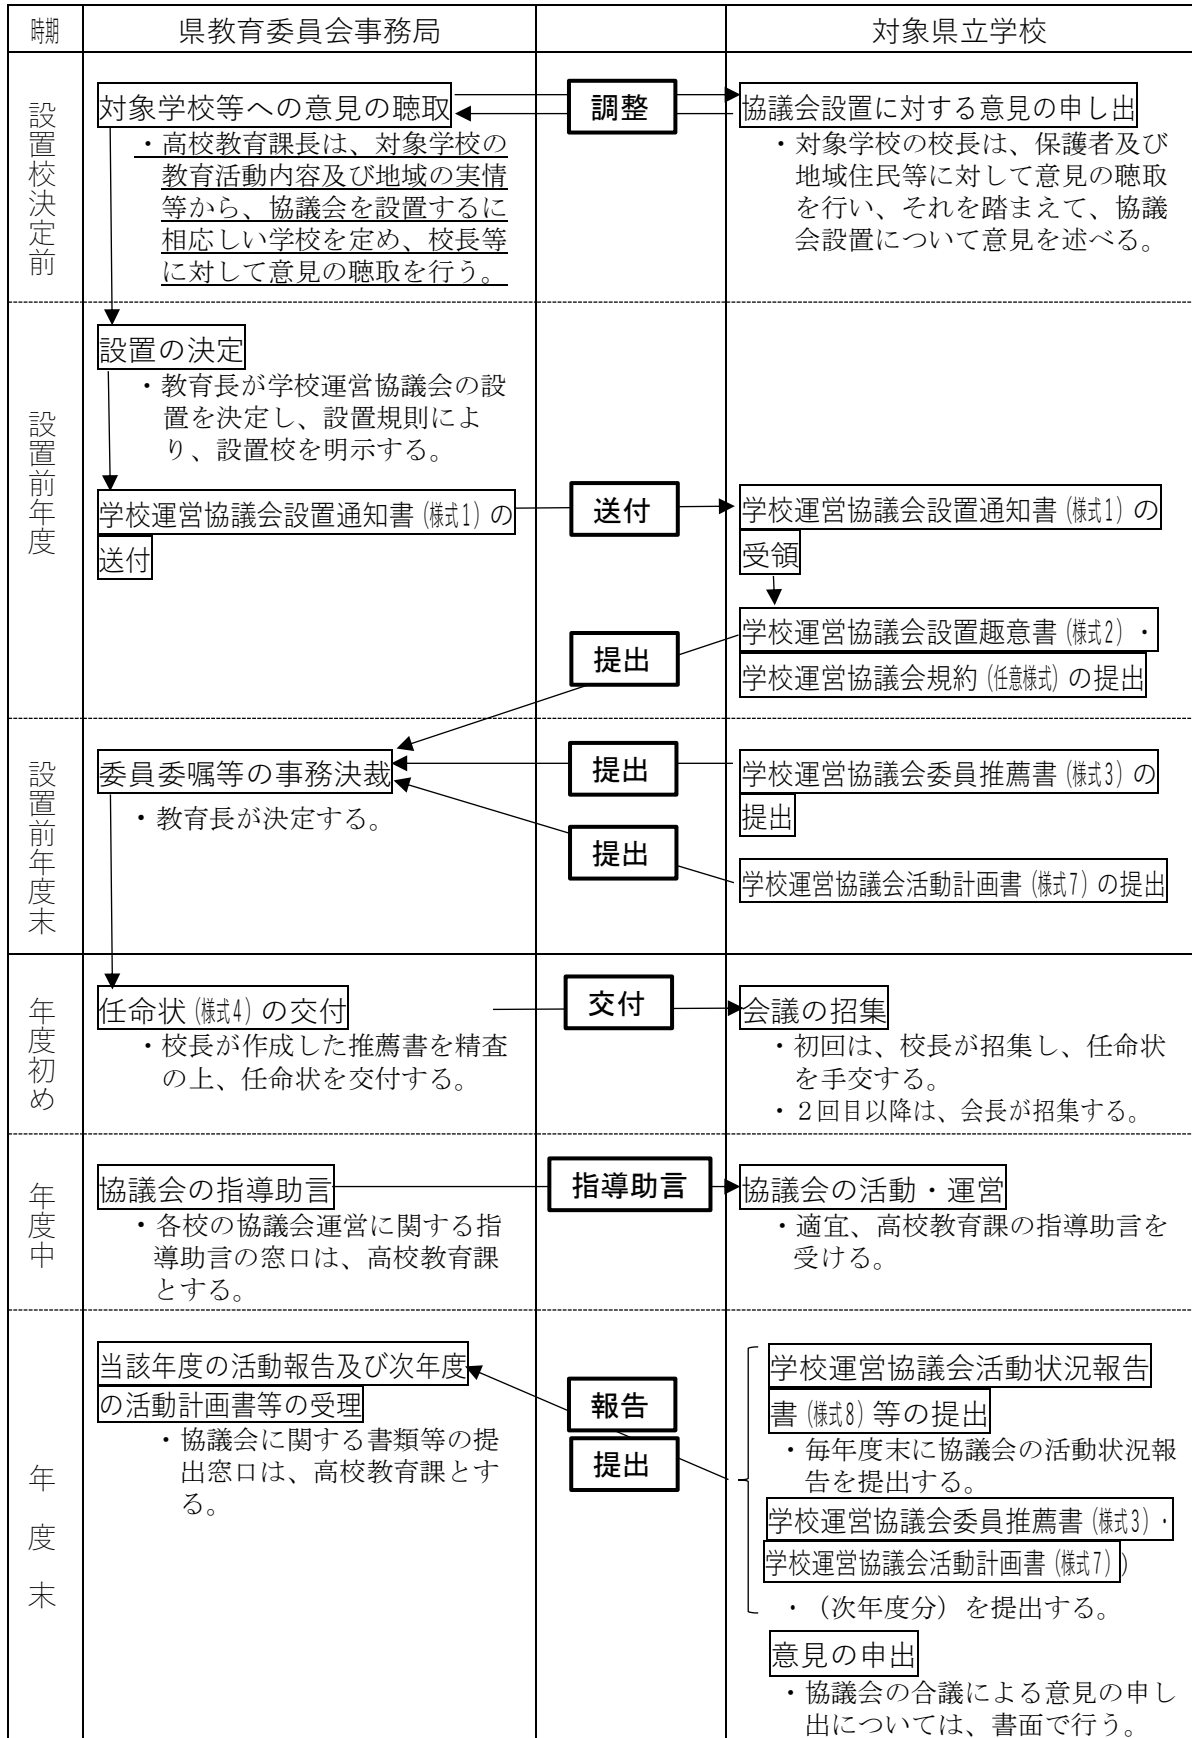 時期
県教育委員会事務局
対象県立学校
設置校決定前
対象学校等への意見の聴取
・高校教育課長は、対象学校の
教育活動内容及び地域の実情
等から、協議会を設置するに
相応しい学校を定め、校長等
に対して意見の聴取を行う。
調整
協議会設置に対する意見の申し出
・対象学校の校長は、保護者及び
地域住民等に対して意見の聴取
を行い、それを踏まえて、協議
会設置について意見を述べる。
設置前年度
設置の決定
・教育長が学校運営協議会の設
置を決定し、設置規則によ
り、設置校を明示する。
学校運営協議会設置通知書(様式1)の
送付
送付
学校運営協議会設置通知書(様式1)の
受領
提出
学校運営協議会設置趣意書(様式2)・
学校運営協議会規約(任意様式)の提出
設置前年度末
委員委嘱等の事務決裁
・教育長が決定する。
提出
学校運営協議会委員推薦書(様式3)の
提出
提出
学校運営協議会活動計画書(様式7)の提出
年度初め
任命状(様式4)の交付
・校長が作成した推薦書を精査
の上、任命状を交付する。
交付
会議の招集
・初回は、校長が招集し、任命状
を手交する。
・２回目以降は、会長が招集する。
年度中
協議会の指導助言
・各校の協議会運営に関する指
導助言の窓口は、高校教育課
とする。
指導助言
協議会の活動・運営
・適宜、高校教育課の指導助言を
受ける。
年度末
当該年度の活動報告及び次年度
の活動計画書等の受理
・協議会に関する書類等の提
出窓口は、高校教育課とす
る。
報告
提出
学校運営協議会活動状況報告
書(様式8)等の提出
・毎年度末に協議会の活動状況報
告を提出する。
学校運営協議会委員推薦書(様式3)・
学校運営協議会活動計画書(様式7))
・（次年度分）を提出する。
意見の申出
・協議会の合議による意見の申し
出については、書面で行う。